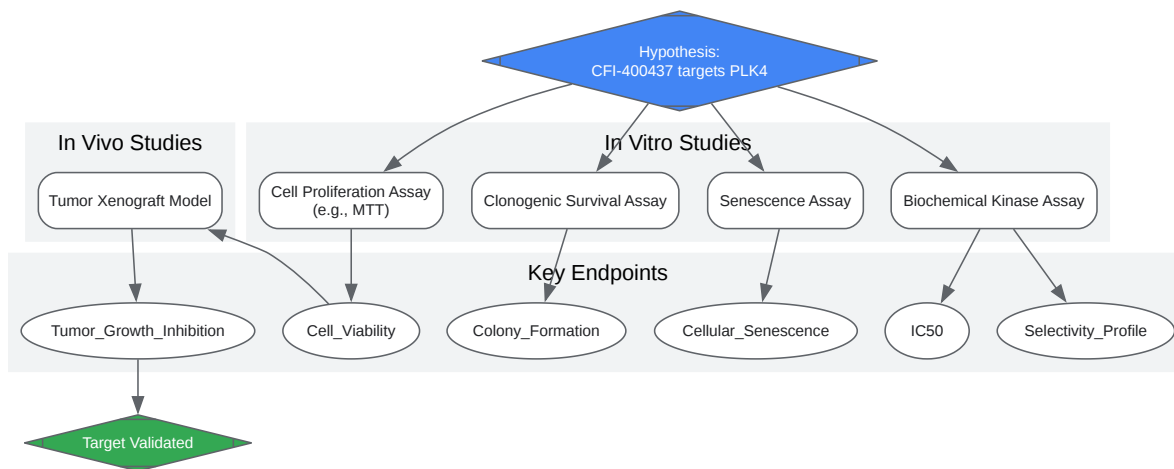 Hypothesis:
CFI-400437 targets PLK4
In Vivo Studies
In Vitro Studies
Tumor Xenograft Model
Cell Proliferation Assay
(e.g., MTT)
Clonogenic Survival Assay
Senescence Assay
Biochemical Kinase Assay
Key Endpoints
Tumor_Growth_Inhibition
Cell_Viability
Colony_Formation
Cellular_Senescence
IC50
Selectivity_Profile
Target Validated